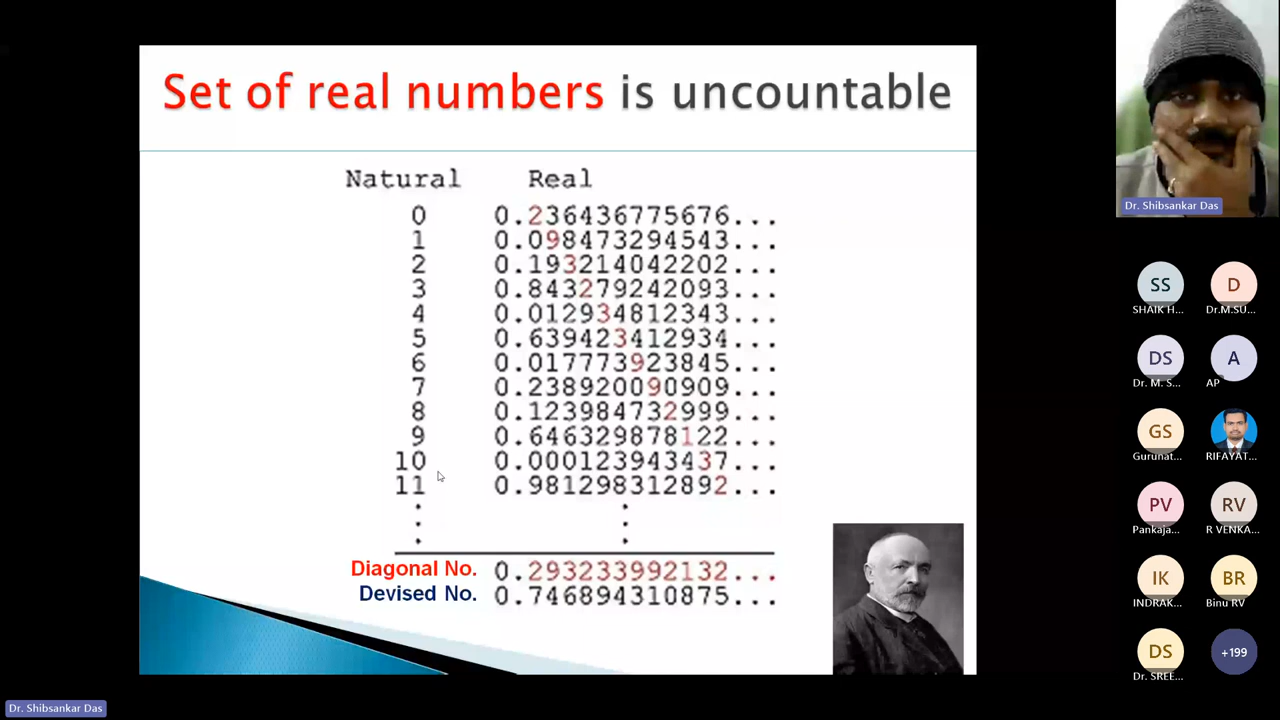 Set of real numbers is uncountable
Natural Real
0 0.236436775676...
1 0.098473294543...
2 0.193214042202...
3 0.843279242093...
4 0.012934812343...
5 0.639423412934...
6 0.017773923845...
7 0.238920090909...
8 0.123984732999...
9 0.646329878122...
10 0.000123943437...
11 0.981298312892...
Diagonal No. 0.293233992132...
Devised No. 0.746894310875...
Dr. Shibsankar Das
SS D
SHAIK H... Dr.M.SU...
DS A
Dr. M. S... AP
GS
Gurunat... RIFAYAT...
PV RV
Pankaja... R VENKA...
IK BR
INDRAK... Binu RV
DS +199
Dr. SREE...
Dr. Shibsankar Das